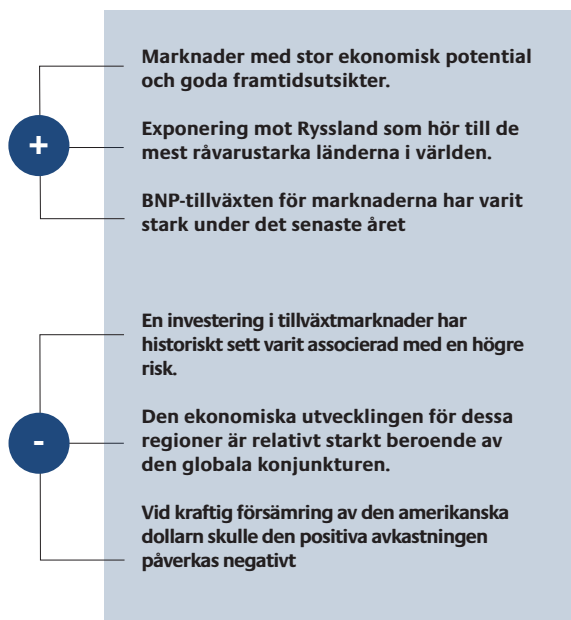 Marknader med stor ekonomisk potential
och goda framtidsutsikter.
+
Exponering mot Ryssland som hör till de
mest råvarustarka länderna i världen.
BNP-tillväxten för marknaderna har varit
stark under det senaste året
En investering i tillväxtmarknader har
historiskt sett varit associerad med en högre
risk.
-
Den ekonomiska utvecklingen för dessa
regioner är relativt starkt beroende av
den globala konjunkturen.
Vid kraftig försämring av den amerikanska
dollarn skulle den positiva avkastningen
påverkas negativt